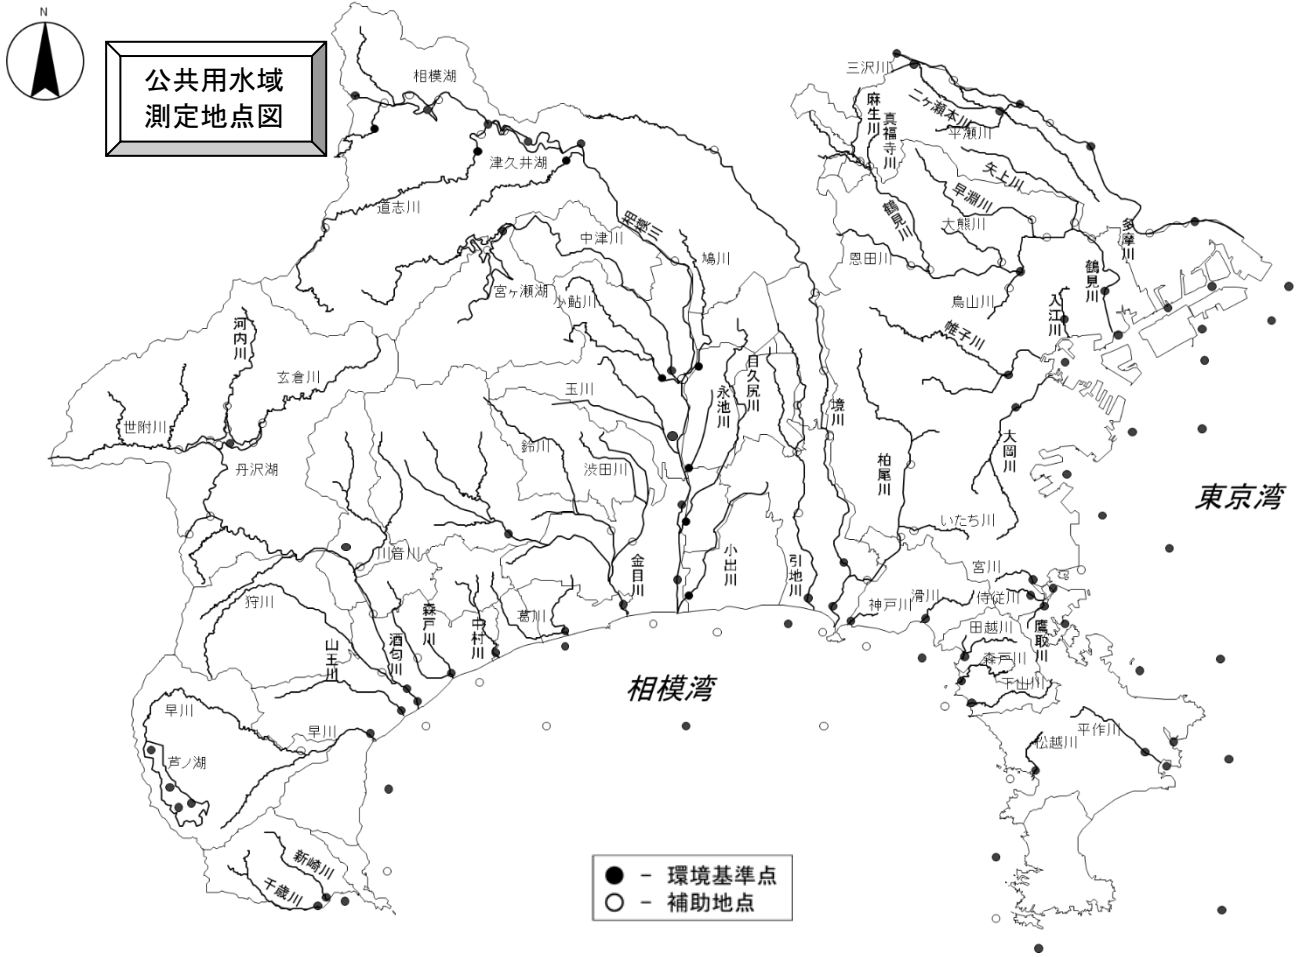 N
公共用水域
測定地点図
相模湖
津久井湖
道志川
相模川
中津川
鳩川
宮ヶ瀬湖
小鮎川
三沢川
二ヶ瀬本川
平瀬川
麻生川
真福寺川
矢上川
早淵川
大熊川
鶴見川
恩田川
多摩川
鶴見川
鳥山川
入江川
帷子川
河内川
玄倉川
世附川
丹沢湖
玉川
永池川
目久尻川
境川
鈴川
渋田川
柏尾川
大岡川
いたち川
東京湾
川音川
金目川
小出川
引地川
神戸川
滑川
宮川
侍従川
鷹取川
田越川
森戸川
下山川
狩川
山王川
酒匂川
森戸川
中村川
葛川
相模湾
早川
早川
芦ノ湖
松越川
平作川
新崎川
千歳川
● － 環境基準点
○ － 補助地点